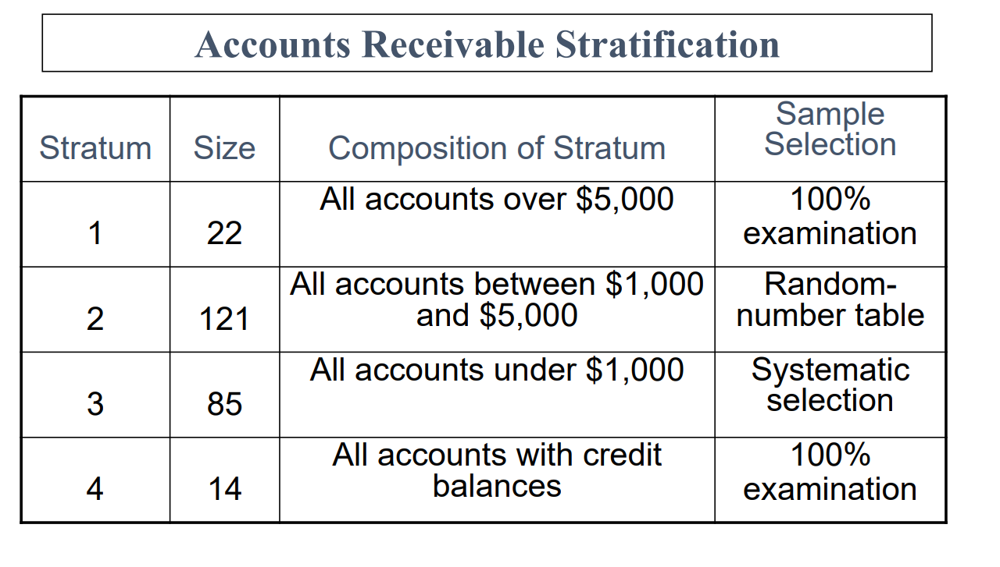 Accounts Receivable Stratification
Stratum
Size
Composition of Stratum
Sample
Selection
1
22
All accounts over $5,000
100%
examination
2
121
All accounts between $1,000
and $5,000
Random-
number table
3
85
All accounts under $1,000
Systematic
selection
4
14
All accounts with credit
balances
100%
examination